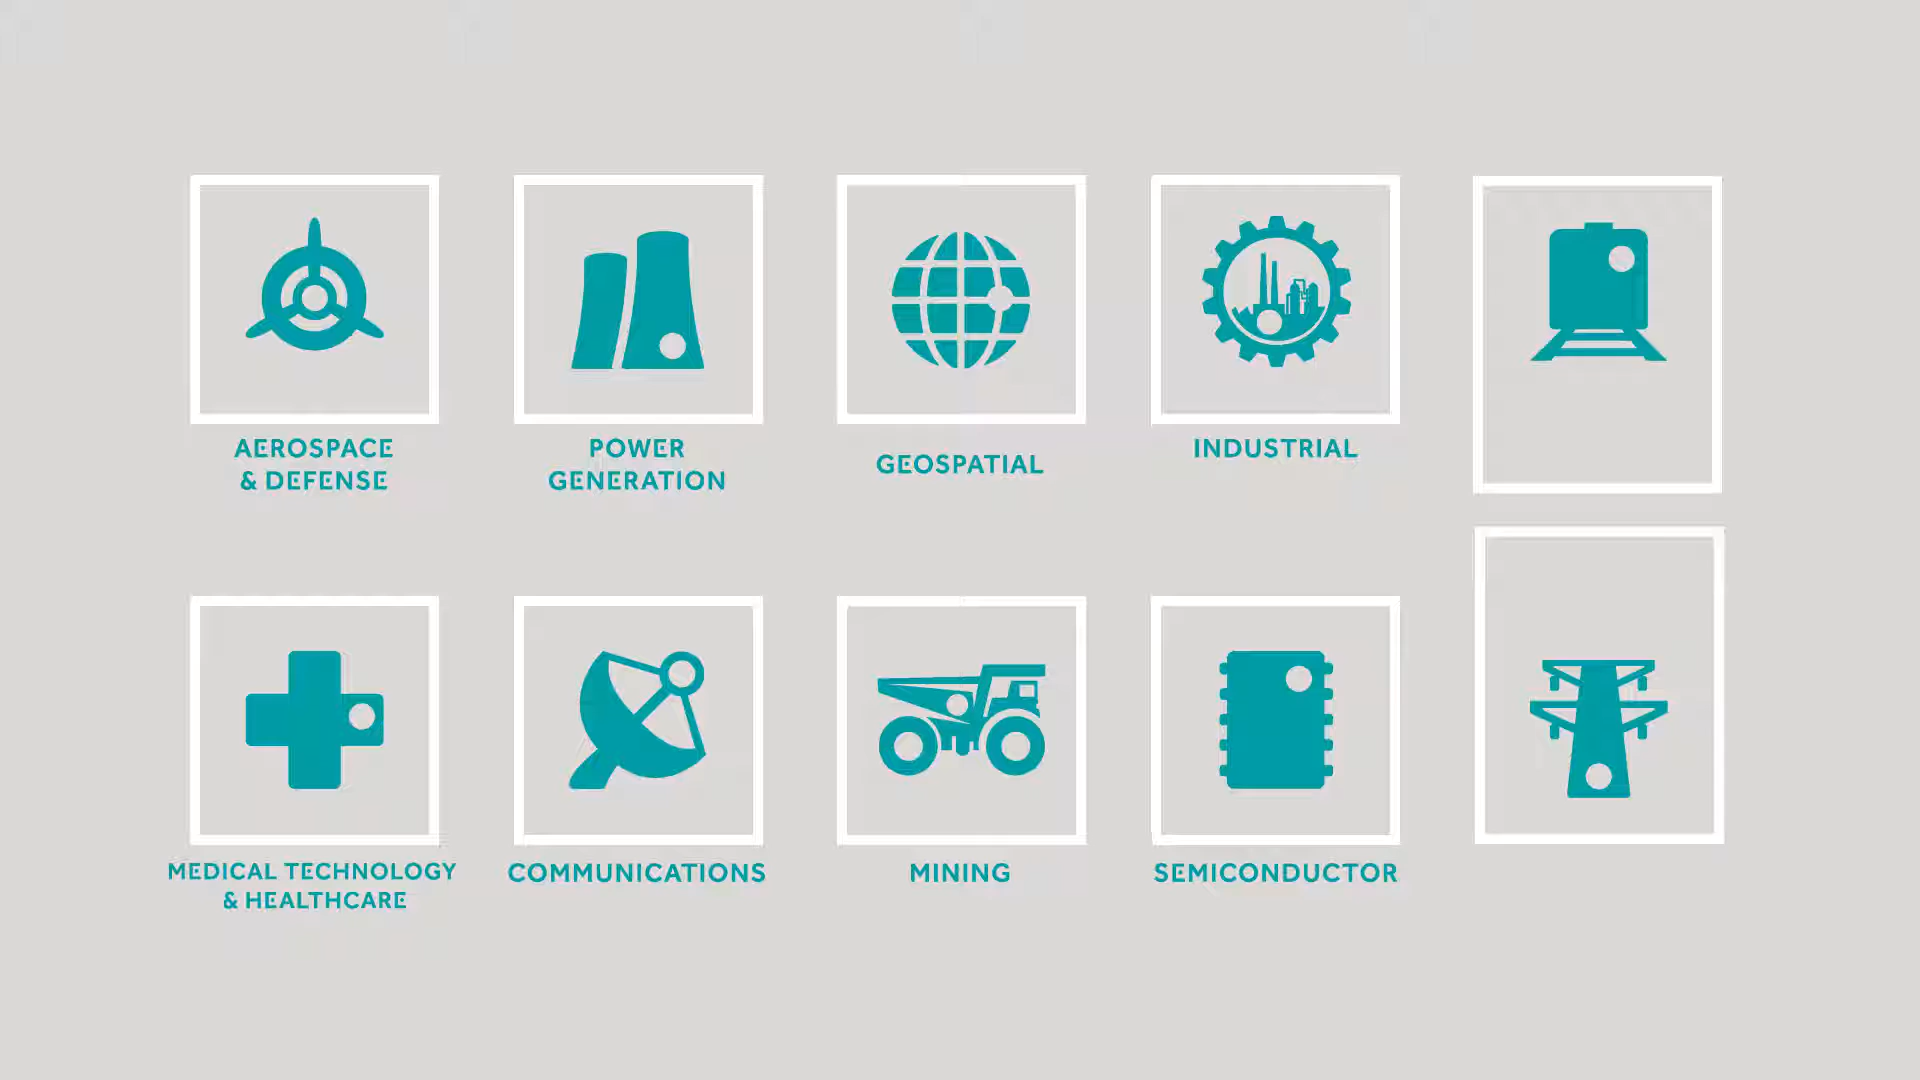 AEROSPACE
& DEFENSE
POWER
GENERATION
GEOSPATIAL
INDUSTRIAL
MEDICAL TECHNOLOGY
& HEALTHCARE
COMMUNICATIONS
MINING
SEMICONDUCTOR